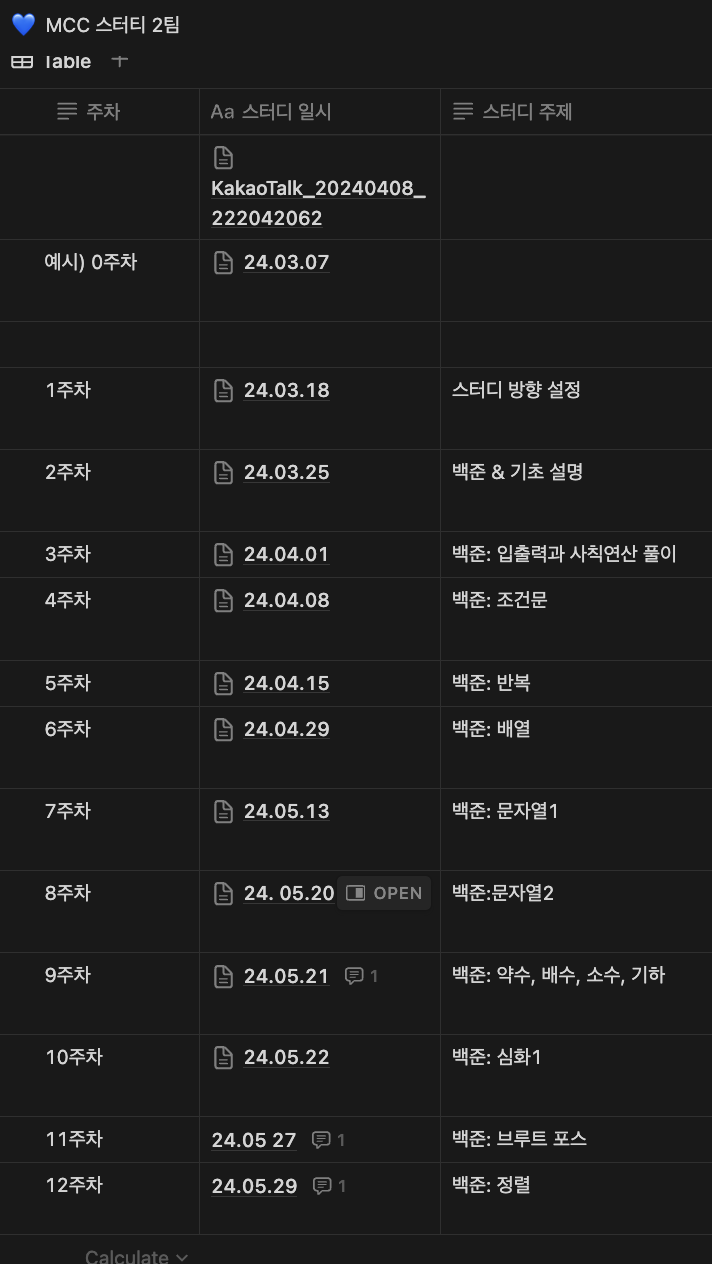 💙 MCC 스터티 2팀
Table
주차 Aa 스터디 일시 스터디 주제
KakaoTalk_20240408_
222042062
예시) 0주차 24.03.07
1주차 24.03.18 스터디 방향 설정
2주차 24.03.25 백준 & 기초 설명
3주차 24.04.01 백준: 입출력과 사칙연산 풀이
4주차 24.04.08 백준: 조건문
5주차 24.04.15 백준: 반복
6주차 24.04.29 백준: 배열
7주차 24.05.13 백준: 문자열1
8주차 24. 05.20 OPEN 백준:문자열2
9주차 24.05.21 1 백준: 약수, 배수, 소수, 기하
10주차 24.05.22 백준: 심화1
11주차 24.05 27 1 백준: 브루트 포스
12주차 24.05.29 1 백준: 정렬
Calculate